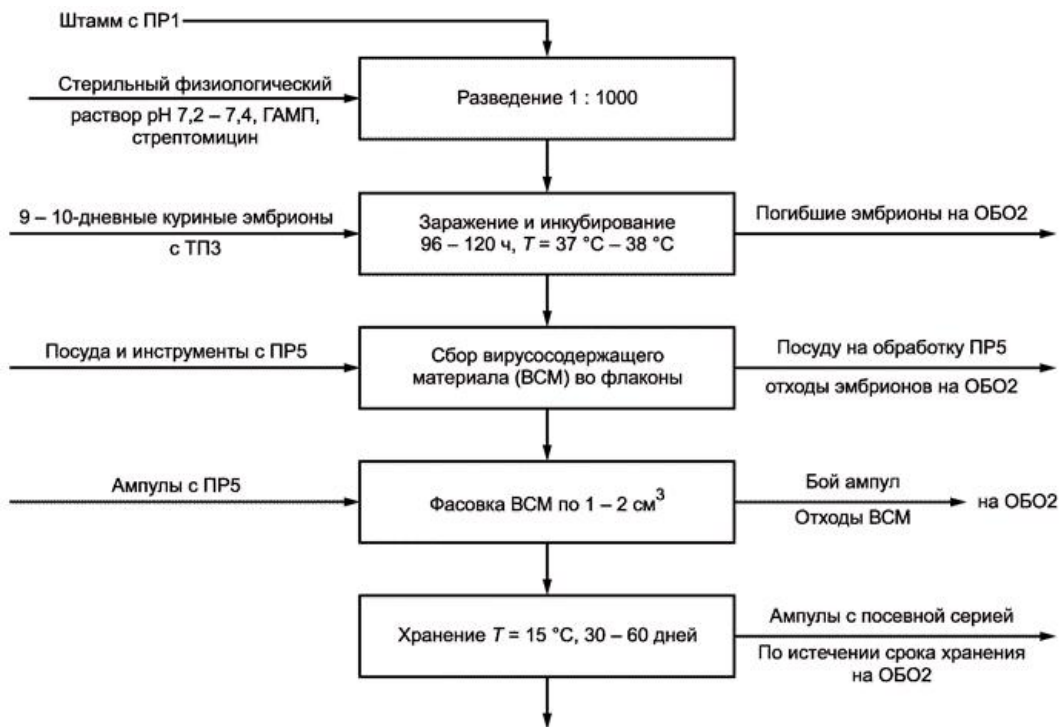 Штамм с ПР1
Стерильный физиологический
раствор рН 7,2 – 7,4, ГАМП,
стрептомицин
Разведение 1 : 1000
9 – 10-дневные куриные эмбрионы
с ТП3
Заражение и инкубирование
96 – 120 ч, T = 37 °C – 38 °C
Погибшие эмбрионы на ОБО2
Посуда и инструменты с ПР5
Сбор вирусосодержащего
материала (ВСМ) во флаконы
Посуду на обработку ПР5
отходы эмбрионов на ОБО2
Ампулы с ПР5
Фасовка ВСМ по 1 – 2 см³
Бой ампул
Отходы ВСМ
на ОБО2
Хранение T = 15 °C, 30 – 60 дней
Ампулы с посевной серией
По истечении срока хранения
на ОБО2